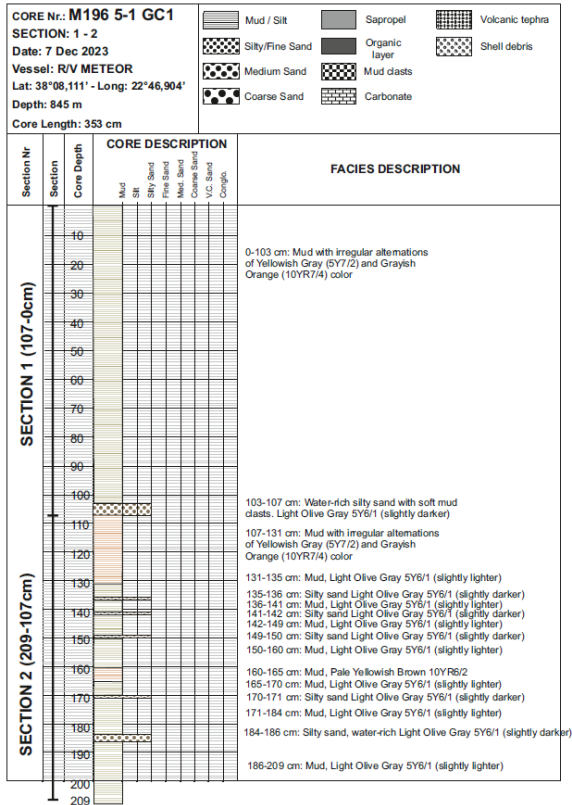 CORE Nr.: M196 5-1 GC1
SECTION: 1 - 2
Date: 7 Dec 2023
Vessel: R/V METEOR
Lat: 38°08,111' - Long: 22°46,904'
Depth: 845 m
Core Length: 353 cm
Mud / Silt
Silty/Fine Sand
Medium Sand
Coarse Sand
Sapropel
Organic
layer
Mud clasts
Carbonate
Volcanic tephra
Shell debris
Section Nr
Section
Core Depth
CORE DESCRIPTION
Mud
Silt
Silty Sand
Fine Sand
Med. Sand
Coarse Sand
V.C. Sand
Conglo.
FACIES DESCRIPTION
SECTION 1 (107-0cm)
SECTION 2 (209-107cm)
10
20
30
40
50
60
70
80
90
100
110
120
130
140
150
160
170
180
190
200
209
0-103 cm: Mud with irregular alternations
of Yellowish Gray (5Y7/2) and Grayish
Orange (10YR7/4) color
103-107 cm: Water-rich silty sand with soft mud
clasts. Light Olive Gray 5Y6/1 (slightly darker)
107-131 cm: Mud with irregular alternations
of Yellowish Gray (5Y7/2) and Grayish
Orange (10YR7/4) color
131-135 cm: Mud, Light Olive Gray 5Y6/1 (slightly lighter)
135-136 cm: Silty sand Light Olive Gray 5Y6/1 (slightly darker)
136-141 cm: Mud, Light Olive Gray 5Y6/1 (slightly lighter)
141-142 cm: Silty sand Light Olive Gray 5Y6/1 (slightly darker)
142-149 cm: Mud, Light Olive Gray 5Y6/1 (slightly lighter)
149-150 cm: Silty sand Light Olive Gray 5Y6/1 (slightly darker)
150-160 cm: Mud, Light Olive Gray 5Y6/1 (slightly lighter)
160-165 cm: Mud, Pale Yellowish Brown 10YR6/2
165-170 cm: Mud, Light Olive Gray 5Y6/1 (slightly lighter)
170-171 cm: Silty sand Light Olive Gray 5Y6/1 (slightly darker)
171-184 cm: Mud, Light Olive Gray 5Y6/1 (slightly lighter)
184-186 cm: Silty sand, water-rich Light Olive Gray 5Y6/1 (slightly darker)
186-209 cm: Mud, Light Olive Gray 5Y6/1 (slightly lighter)